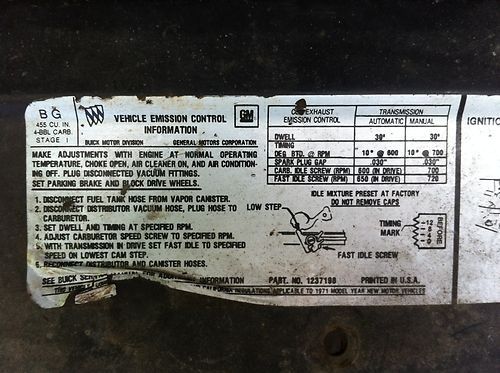 BG
455 CU. IN.
4-BBL CARB.
STAGE 1
VEHICLE EMISSION CONTROL
INFORMATION
GM
BUICK MOTOR DIVISION GENERAL MOTORS CORPORATION
MAKE ADJUSTMENTS WITH ENGINE AT NORMAL OPERATING
TEMPERATURE, CHOKE OPEN, AIR CLEANER ON, AND AIR CONDITION-
ING OFF. PLUG DISCONNECTED VACUUM FITTINGS.
SET PARKING BRAKE AND BLOCK DRIVE WHEELS.
1. DISCONNECT FUEL TANK HOSE FROM VAPOR CANISTER.
2. DISCONNECT DISTRIBUTOR VACUUM HOSE, PLUG HOSE TO
CARBURETOR.
3. SET DWELL AND TIMING AT SPECIFIED RPM.
4. ADJUST CARBURETOR SPEED SCREW TO SPECIFIED RPM.
5. WITH TRANSMISSION IN DRIVE SET FAST IDLE TO SPECIFIED
SPEED ON LOWEST CAM STEP.
6. RECONNECT DISTRIBUTOR AND CANISTER HOSES.
SEE BUICK INFORMATION
EXHAUST TRANSMISSION
EMISSION CONTROL AUTOMATIC MANUAL
DWELL 30° 30°
TIMING
DEG BTD. @ RPM 10° @ 600 10° @ 700
SPARK PLUG GAP .030" .030"
CARB. IDLE SCREW (RPM) 600 (IN DRIVE) 700
FAST IDLE SCREW (RPM) 650 (IN DRIVE) 720
IDLE MIXTURE PRESET AT FACTORY
DO NOT REMOVE CAPS
LOW STEP
FAST IDLE SCREW
TIMING
MARK
12
8
4
0
BEFORE
PART. NO. 1237198 PRINTED IN U.S.A.
REGULATIONS APPLICABLE TO 1971 MODEL YEAR NEW MOTOR VEHICLES
IGNITIO